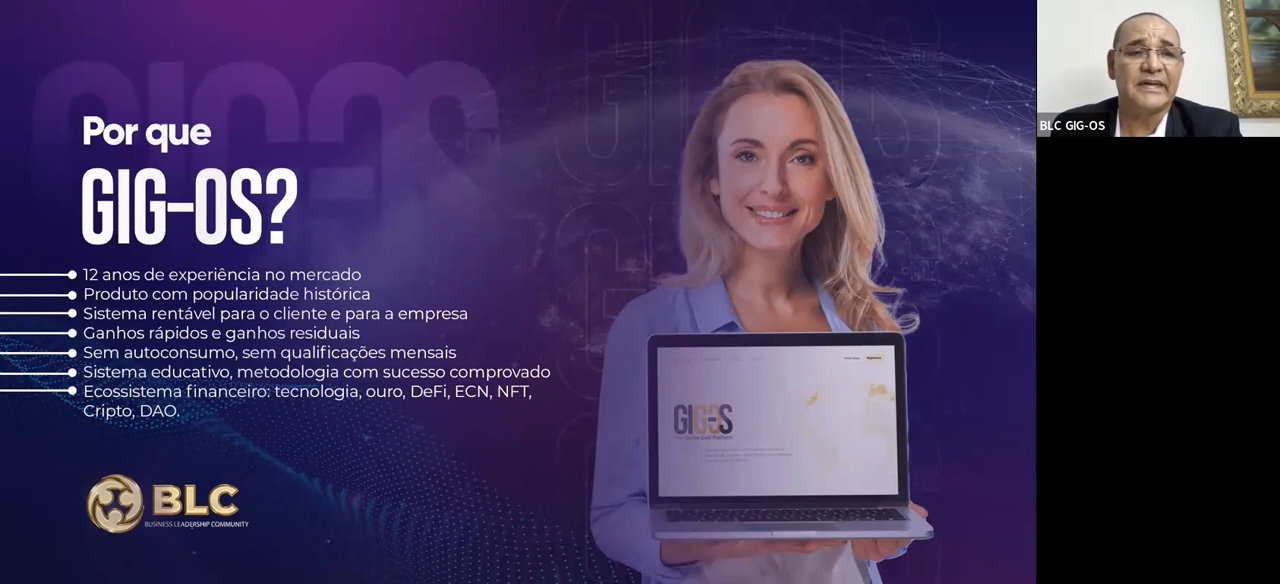 Por que
GIG-OS?
12 anos de experiência no mercado
Produto com popularidade histórica
Sistema rentável para o cliente e para a empresa
Ganhos rápidos e ganhos residuais
Sem autoconsumo, sem qualificações mensais
Sistema educativo, metodologia com sucesso comprovado
Ecossistema financeiro: tecnologia, ouro, DeFi, ECN, NFT,
Cripto, DAO.
BLC
BUSINESS LEADERSHIP COMMUNITY
GIG-OS
BLC GIG-OS